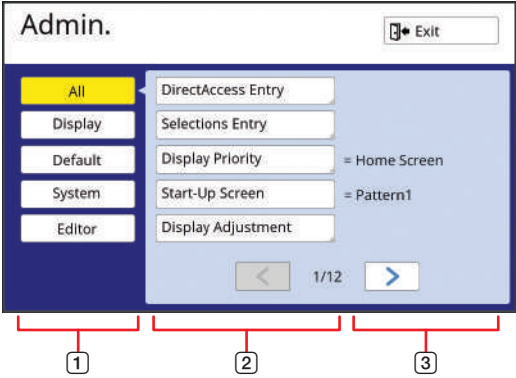 Admin.
Exit
All
DirectAccess Entry
Display
Selections Entry
Default
Display Priority
= Home Screen
System
Start-Up Screen
= Pattern1
Editor
Display Adjustment
1/12
1
2
3